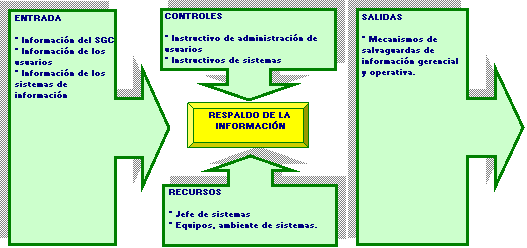 ENTRADA
* Información del SGC
* Información de los
usuarios
* Información de los
sistemas de
información
CONTROLES
* Instructivo de administración de
usuarios
* Instructivos de sistemas
RESPALDO DE LA
INFORMACIÓN
RECURSOS
* Jefe de sistemas
* Equipos, ambiente de sistemas.
SALIDAS
* Mecanismos de
salvaguardas de
información gerencial
y operativa.